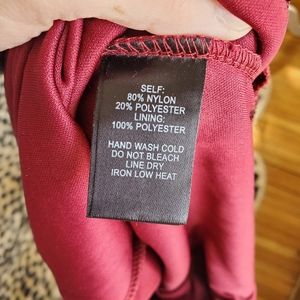 SELF:
80% NYLON
20% POLYESTER
LINING:
100% POLYESTER
HAND WASH COLD
DO NOT BLEACH
LINE DRY
IRON LOW HEAT